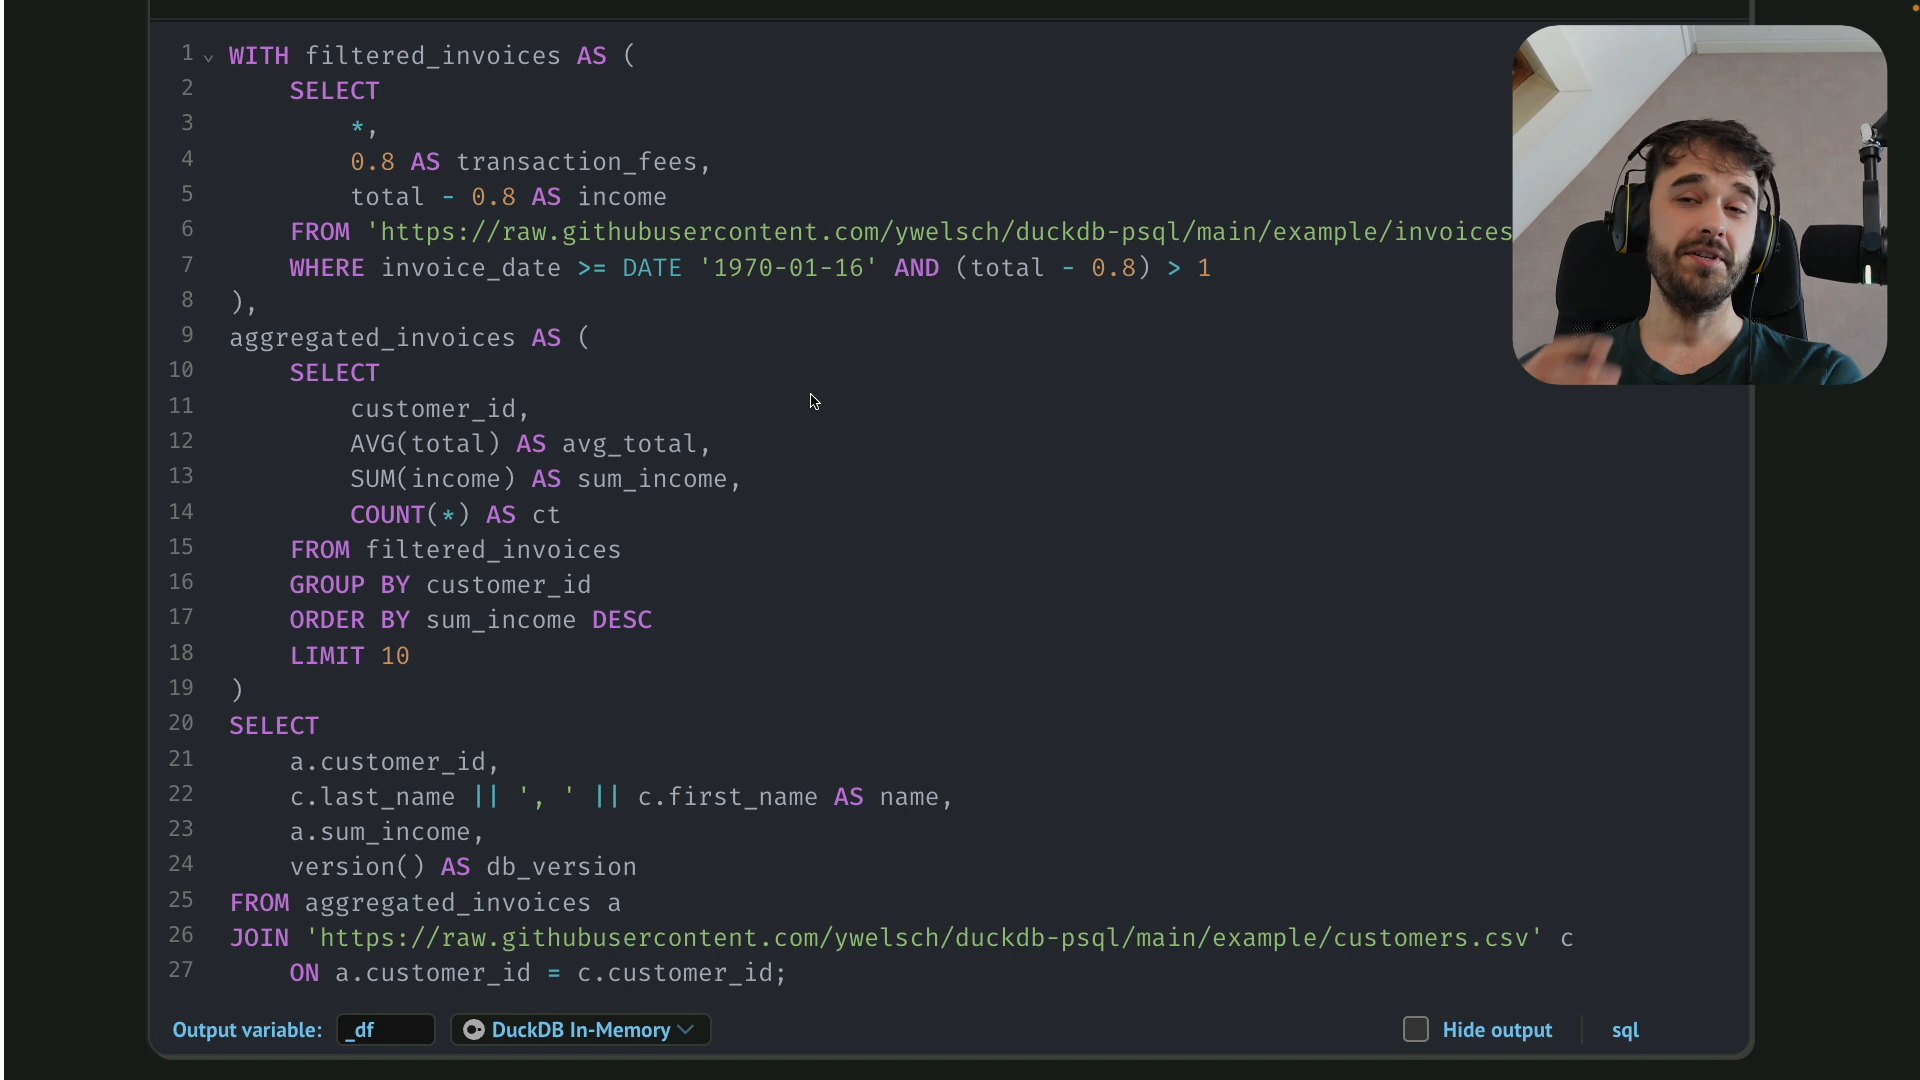 1 WITH filtered_invoices AS (
2 SELECT
3 *,
4 0.8 AS transaction_fees,
5 total - 0.8 AS income
6 FROM 'https://raw.githubusercontent.com/ywelsch/duckdb-psql/main/example/invoices
7 WHERE invoice_date >= DATE '1970-01-16' AND (total - 0.8) > 1
8 ),
9 aggregated_invoices AS (
10 SELECT
11 customer_id,
12 AVG(total) AS avg_total,
13 SUM(income) AS sum_income,
14 COUNT(*) AS ct
15 FROM filtered_invoices
16 GROUP BY customer_id
17 ORDER BY sum_income DESC
18 LIMIT 10
19 )
20 SELECT
21 a.customer_id,
22 c.last_name || ', ' || c.first_name AS name,
23 a.sum_income,
24 version() AS db_version
25 FROM aggregated_invoices a
26 JOIN 'https://raw.githubusercontent.com/ywelsch/duckdb-psql/main/example/customers.csv' c
27 ON a.customer_id = c.customer_id;
Output variable: _df DuckDB In-Memory Hide output sql